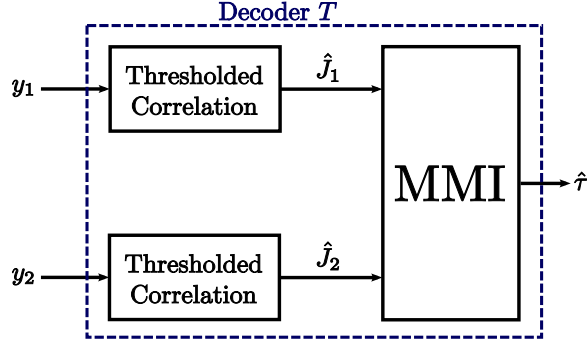 Decoder T
y₁
Thresholded
Correlation
Ĵ₁
MMI
τ̂
y₂
Thresholded
Correlation
Ĵ₂